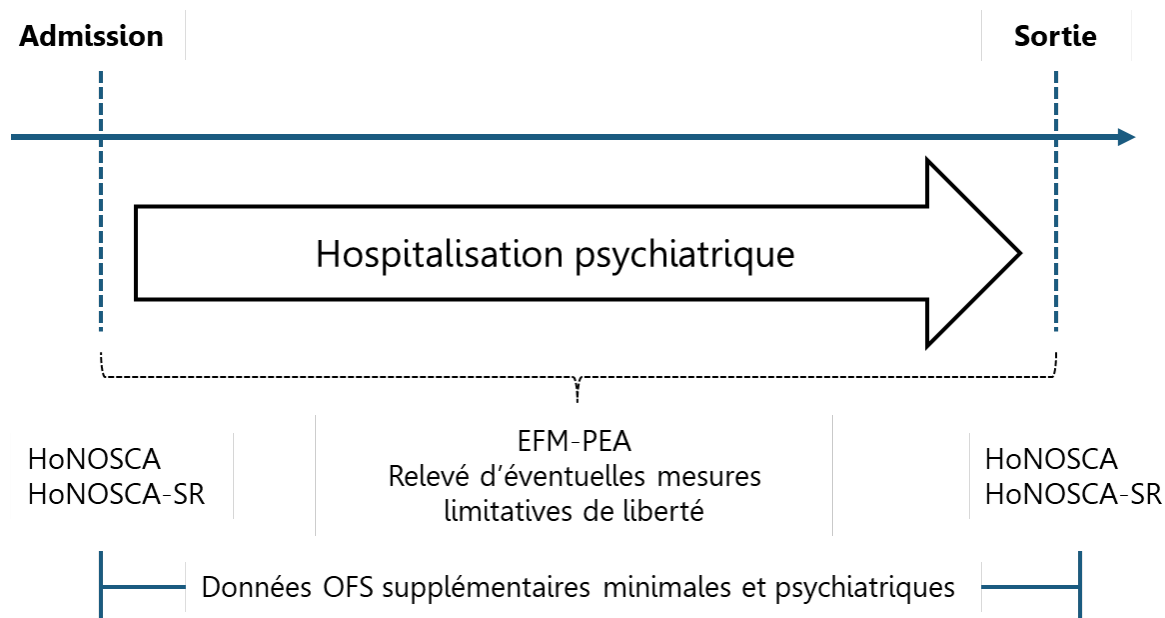 Admission
Sortie
Hospitalisation psychiatrique
EFM-PEA
Relevé d’éventuelles mesures
limitatives de liberté
HoNOSCA
HoNOSCA-SR
HoNOSCA
HoNOSCA-SR
Données OFS supplémentaires minimales et psychiatriques